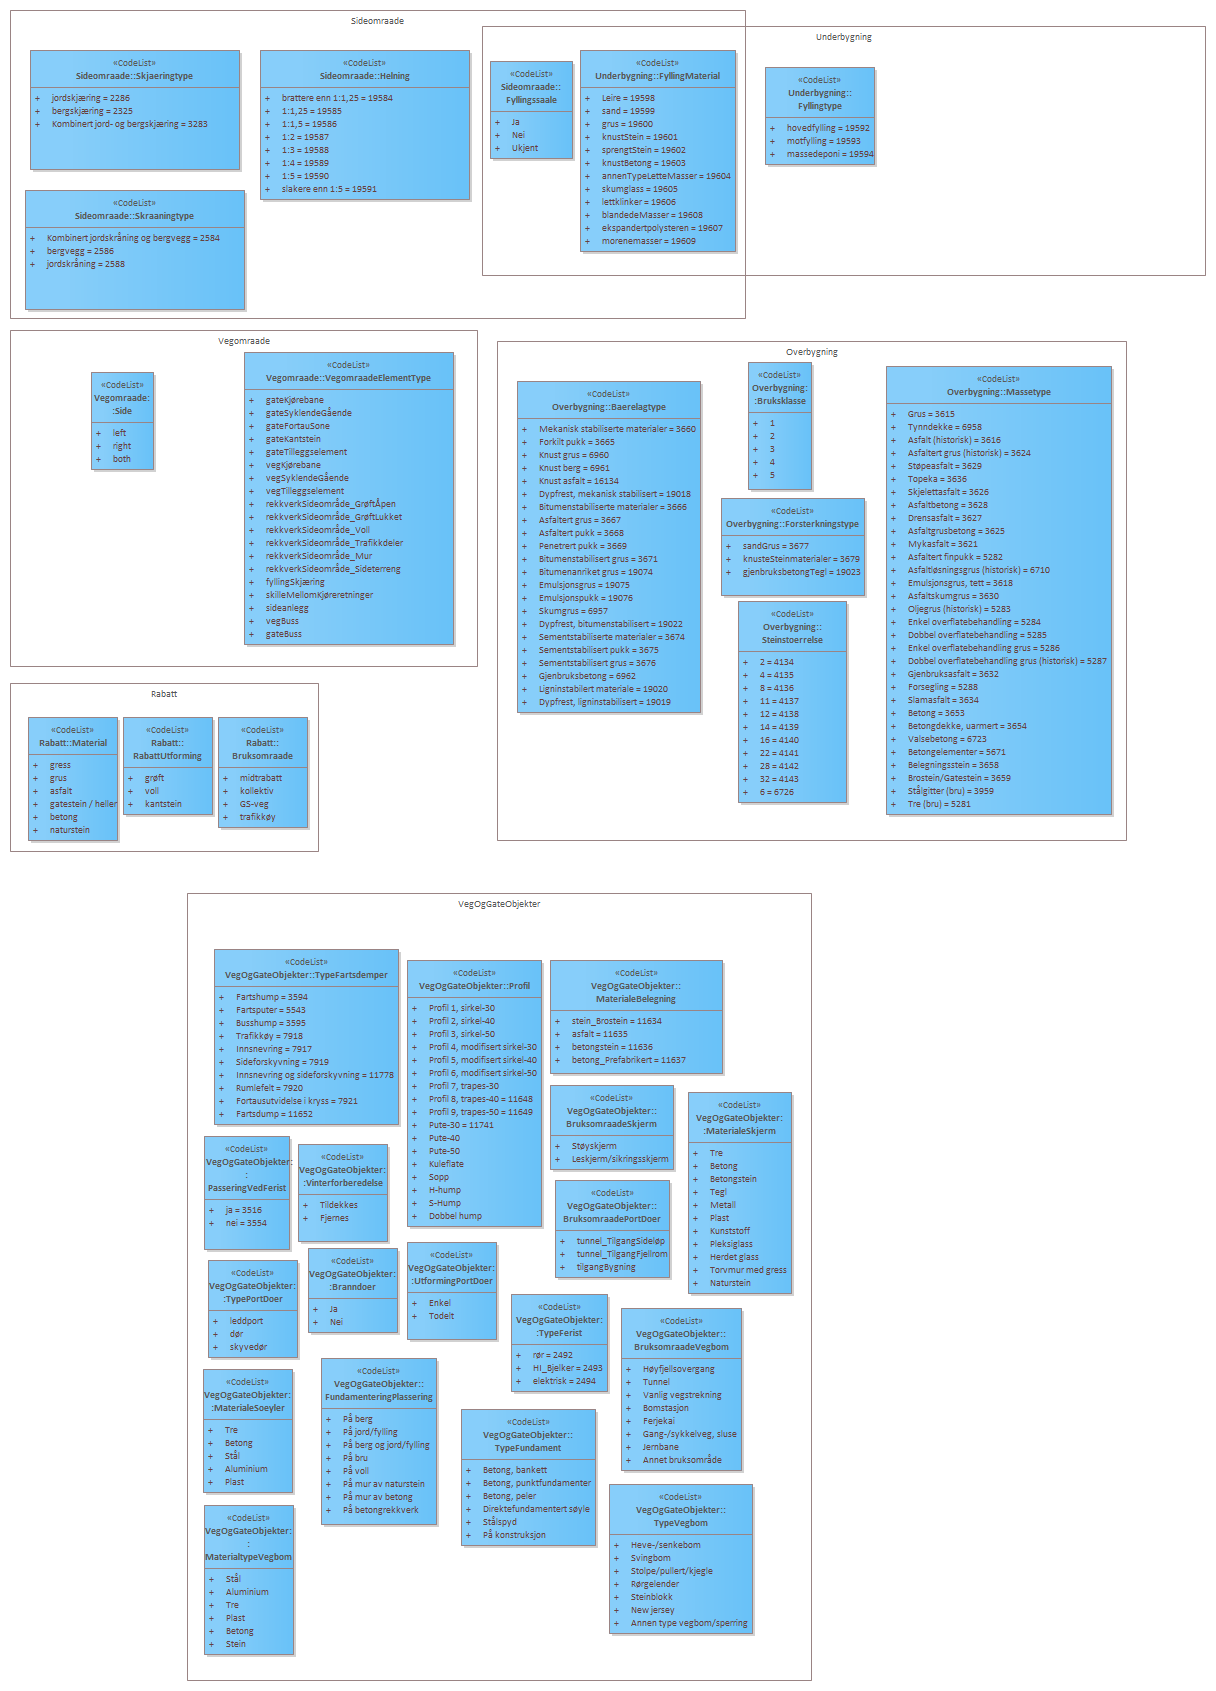 Sideomraade
«CodeList»
Sideomraade::Skjaeringtype
+ jordskjæring = 2286
+ bergskjæring = 2325
+ Kombinert jord- og bergskjæring = 3283
«CodeList»
Sideomraade::Helning
+ brattere enn 1:1,25 = 19584
+ 1:1,25 = 19585
+ 1:1,5 = 19586
+ 1:2 = 19587
+ 1:3 = 19588
+ 1:4 = 19589
+ 1:5 = 19590
+ slakere enn 1:5 = 19591
«CodeList»
Sideomraade::Skraaningtype
+ Kombinert jordskråning og bergvegg = 2584
+ bergvegg = 2586
+ jordskråning = 2588
«CodeList»
Sideomraade::
Fyllingssaale
+ Ja
+ Nei
+ Ukjent
Underbygning
«CodeList»
Underbygning::FyllingMaterial
+ Leire = 19598
+ sand = 19599
+ grus = 19600
+ knustStein = 19601
+ sprengtStein = 19602
+ knustBetong = 19603
+ annenTypeLetteMasser = 19604
+ skumglass = 19605
+ lettklinker = 19606
+ blandedeMasser = 19608
+ ekspandertpolysteren = 19607
+ morenemasser = 19609
«CodeList»
Underbygning::
Fyllingtype
+ hovedfylling = 19592
+ motfylling = 19593
+ massedeponi = 19594
Vegomraade
«CodeList»
Vegomraade:
:Side
+ left
+ right
+ both
«CodeList»
Vegomraade::VegomraadeElementType
+ gateKjørebane
+ gateSyklendeGående
+ gateFortauSone
+ gateKantstein
+ gateTilleggselement
+ vegKjørebane
+ vegSyklendeGående
+ vegTilleggselement
+ rekkverkSideområde_GrøftÅpen
+ rekkverkSideområde_GrøftLukket
+ rekkverkSideområde_Voll
+ rekkverkSideområde_Trafikkdeler
+ rekkverkSideområde_Mur
+ rekkverkSideområde_Sideterreng
+ fyllingSkjæring
+ skilleMellomKjøreretninger
+ sideanlegg
+ vegBuss
+ gateBuss
Overbygning
«CodeList»
Overbygning::Baerelagtype
+ Mekanisk stabiliserte materialer = 3660
+ Forkilt pukk = 3665
+ Knust grus = 6960
+ Knust berg = 6961
+ Knust asfalt = 16134
+ Dypfrest, mekanisk stabilisert = 19018
+ Bitumenstabiliserte materialer = 3666
+ Asfaltert grus = 3667
+ Asfaltert pukk = 3668
+ Penetrert pukk = 3669
+ Bitumenstabilisert grus = 3671
+ Bitumenanriket grus = 19074
+ Emulsjonsgrus = 19075
+ Emulsjonspukk = 19076
+ Skumgrus = 6957
+ Dypfrest, bitumenstabilisert = 19022
+ Sementstabiliserte materialer = 3674
+ Sementstabilisert pukk = 3675
+ Sementstabilisert grus = 3676
+ Gjenbruksbetong = 6962
+ Ligninstabilert materiale = 19020
+ Dypfrest, ligninstabilisert = 19019
«CodeList»
Overbygning:
:Bruksklasse
+ 1
+ 2
+ 3
+ 4
+ 5
«CodeList»
Overbygning::Forsterkningstype
+ sandGrus = 3677
+ knusteSteinmaterialer = 3679
+ gjenbruksbetongTegl = 19023
«CodeList»
Overbygning::
Steinstoerrelse
+ 2 = 4134
+ 4 = 4135
+ 8 = 4136
+ 11 = 4137
+ 12 = 4138
+ 14 = 4139
+ 16 = 4140
+ 22 = 4141
+ 28 = 4142
+ 32 = 4143
+ 6 = 6726
«CodeList»
Overbygning::Massetype
+ Grus = 3615
+ Tynndekke = 6958
+ Asfalt (historisk) = 3616
+ Asfaltert grus (historisk) = 3624
+ Støpeasfalt = 3629
+ Topeka = 3636
+ Skjelettasfalt = 3626
+ Asfaltbetong = 3628
+ Drensasfalt = 3627
+ Asfaltgrusbetong = 3625
+ Mykasfalt = 3621
+ Asfaltert finpukk = 5282
+ Asfaltløsningsgrus (historisk) = 6710
+ Emulsjonsgrus, tett = 3618
+ Asfaltskumgrus = 3630
+ Oljegrus (historisk) = 5283
+ Enkel overflatebehandling = 5284
+ Dobbel overflatebehandling = 5285
+ Enkel overflatebehandling grus = 5286
+ Dobbel overflatebehandling grus (historisk) = 5287
+ Gjenbruksasfalt = 3632
+ Forsegling = 5288
+ Slamasfalt = 3634
+ Betong = 3653
+ Betongdekke, uarmert = 3654
+ Valsebetong = 6723
+ Betongelementer = 5671
+ Belegningsstein = 3658
+ Brostein/Gatestein = 3659
+ Stålgitter (bru) = 3959
+ Tre (bru) = 5281
Rabatt
«CodeList»
Rabatt::Material
+ gress
+ grus
+ asfalt
+ gatestein / heller
+ betong
+ naturstein
«CodeList»
Rabatt::
RabattUtforming
+ grøft
+ voll
+ kantstein
«CodeList»
Rabatt::
Bruksomraade
+ midtrabatt
+ kollektiv
+ GS-veg
+ trafikkøy
VegOgGateObjekter
«CodeList»
VegOgGateObjekter::TypeFartsdemper
+ Fartshump = 3594
+ Fartsputer = 5543
+ Busshump = 3595
+ Trafikkøy = 7918
+ Innsnevring = 7917
+ Sideforskyvning = 7919
+ Innsnevring og sideforskyvning = 11778
+ Rumlefelt = 7920
+ Fortausutvidelse i kryss = 7921
+ Fartsdump = 11652
«CodeList»
VegOgGateObjekter::Profil
+ Profil 1, sirkel-30
+ Profil 2, sirkel-40
+ Profil 3, sirkel-50
+ Profil 4, modifisert sirkel-30
+ Profil 5, modifisert sirkel-40
+ Profil 6, modifisert sirkel-50
+ Profil 7, trapes-30
+ Profil 8, trapes-40 = 11648
+ Profil 9, trapes-50 = 11649
+ Pute-30 = 11741
+ Pute-40
+ Pute-50
+ Kuleflate
+ Sopp
+ H-hump
+ S-Hump
+ Dobbel hump
«CodeList»
VegOgGateObjekter::
MaterialeBelegning
+ stein_Brostein = 11634
+ asfalt = 11635
+ betongstein = 11636
+ betong_Prefabrikert = 11637
«CodeList»
VegOgGateObjekter::
BruksomraadeSkjerm
+ Støyskjerm
+ Leskjerm/sikringsskjerm
«CodeList»
VegOgGateObjekter:
:MaterialeSkjerm
+ Tre
+ Betong
+ Betongstein
+ Tegl
+ Metall
+ Plast
+ Kunststoff
+ Pleksiglass
+ Herdet glass
+ Torvmur med gress
+ Naturstein
«CodeList»
VegOgGateObjekter:
:
PasseringVedFerist
+ ja = 3516
+ nei = 3554
«CodeList»
VegOgGateObjekter:
:Vinterforberedelse
+ Tildekkes
+ Fjernes
«CodeList»
VegOgGateObjekter::
BruksomraadePortDoer
+ tunnel_TilgangSideløp
+ tunnel_TilgangFjellrom
+ tilgangBygning
«CodeList»
VegOgGateObjekter:
:TypePortDoer
+ leddport
+ dør
+ skyvedør
«CodeList»
VegOgGateObjekter:
:Branndoer
+ Ja
+ Nei
«CodeList»
VegOgGateObjekter:
:UtformingPortDoer
+ Enkel
+ Todelt
«CodeList»
VegOgGateObjekter:
:TypeFerist
+ rør = 2492
+ HI_Bjelker = 2493
+ elektrisk = 2494
«CodeList»
VegOgGateObjekter::
BruksomraadeVegbom
+ Høyfjellsovergang
+ Tunnel
+ Vanlig vegstrekning
+ Bomstasjon
+ Ferjekai
+ Gang-/sykkelveg, sluse
+ Jernbane
+ Annet bruksområde
«CodeList»
VegOgGateObjekter:
:MaterialeSoeyler
+ Tre
+ Betong
+ Stål
+ Aluminium
+ Plast
«CodeList»
VegOgGateObjekter::
FundamenteringPlassering
+ På berg
+ På jord/fylling
+ På berg og jord/fylling
+ På bru
+ På voll
+ På mur av naturstein
+ På mur av betong
+ På betongrekkverk
«CodeList»
VegOgGateObjekter::
TypeFundament
+ Betong, bankett
+ Betong, punktfundamenter
+ Betong, peler
+ Direktefundamentert søyle
+ Stålspyd
+ På konstruksjon
«CodeList»
VegOgGateObjekter::
TypeVegbom
+ Heve-/senkebom
+ Svingbom
+ Stolpe/pullert/kjegle
+ Rørgelender
+ Steinblokk
+ New jersey
+ Annen type vegbom/sperring
«CodeList»
VegOgGateObjekter:
:
MaterialtypeVegbom
+ Stål
+ Aluminium
+ Tre
+ Plast
+ Betong
+ Stein